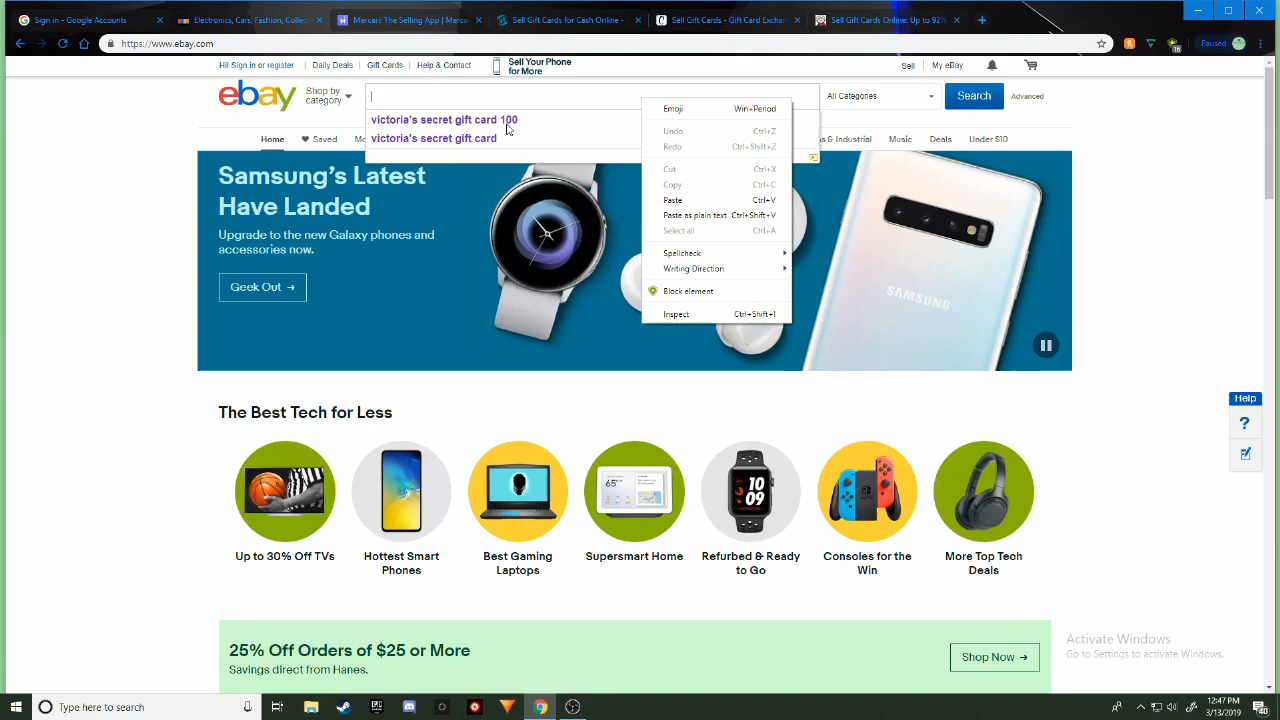 Sign in - Google Accounts
Electronics, Cars, Fashion, Collec
Mercari: The Selling App | Mercar
Sell Gift Cards for Cash Online -
Sell Gift Cards - Gift Card Exchan
Sell Gift Cards Online: Up to 92%
https://www.ebay.com
16
Paused
Hi! Sign in or register
Daily Deals
Gift Cards
Help & Contact
Sell Your Phone
for More
Sell
My eBay
ebay
Shop by
category
All Categories
Search
Advanced
victoria's secret gift card 100
victoria's secret gift card
Home
Saved
& Industrial
Music
Under $10
Emoji Win+Period
Undo Ctrl+Z
Redo Ctrl+Shift+Z
Cut Ctrl+X
Copy Ctrl+C
Paste Ctrl+V
Paste as plain text Ctrl+Shift+V
Select all Ctrl+A
Spellcheck
Writing Direction
Block element
Inspect Ctrl+Shift+I
Samsung's Latest
Have Landed
Upgrade to the new Galaxy phones and
accessories now.
Geek Out →
SAMSUNG
Help
?
The Best Tech for Less
65°
10
09
Up to 30% Off TVs
Hottest Smart
Phones
Best Gaming
Laptops
Supersmart Home
Refurbed & Ready
to Go
Consoles for the
Win
More Top Tech
Deals
25% Off Orders of $25 or More
Savings direct from Hanes.
Shop Now →
Activate Windows
Go to Settings to activate Windows.
Type here to search
12:47 PM
3/13/2019
40